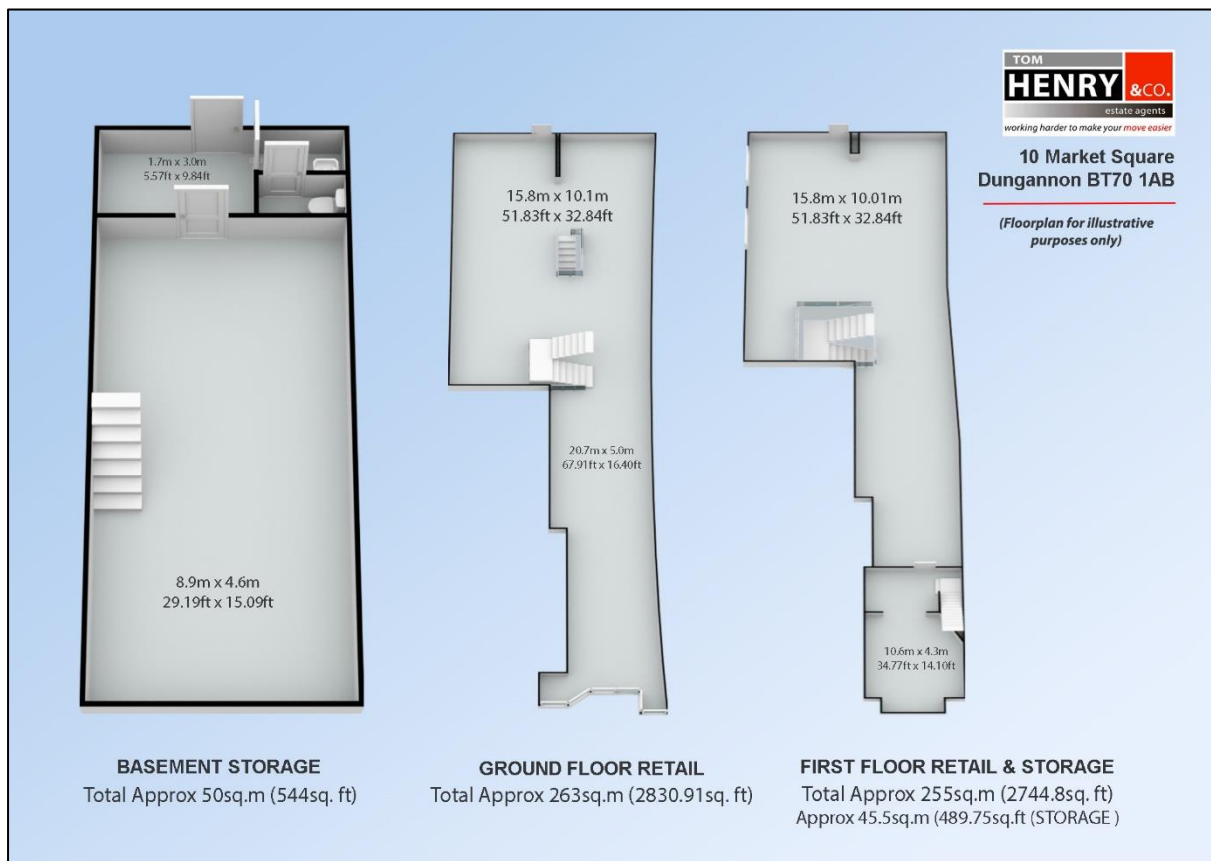 TOM
HENRY &CO.
estate agents
working harder to make your move easier
10 Market Square
Dungannon BT70 1AB
(Floorplan for illustrative
purposes only)
1.7m x 3.0m
5.57ft x 9.84ft
8.9m x 4.6m
29.19ft x 15.09ft
BASEMENT STORAGE
Total Approx 50sq.m (544sq. ft)
15.8m x 10.1m
51.83ft x 32.84ft
20.7m x 5.0m
67.91ft x 16.40ft
GROUND FLOOR RETAIL
Total Approx 263sq.m (2830.91sq. ft)
15.8m x 10.01m
51.83ft x 32.84ft
10.6m x 4.3m
34.77ft x 14.10ft
FIRST FLOOR RETAIL & STORAGE
Total Approx 255sq.m (2744.8sq. ft)
Approx 45.5sq.m (489.75sq.ft (STORAGE )